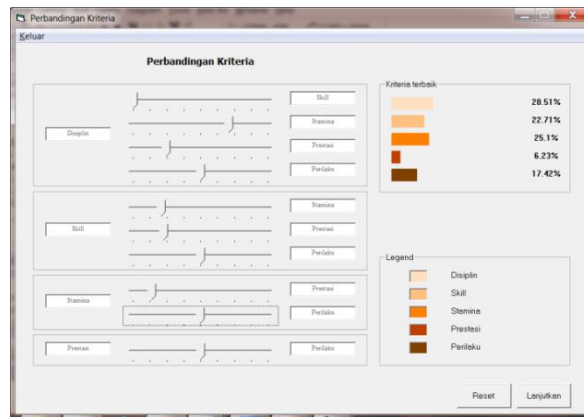 Perbandingan Kriteria
Keluar
Perbandingan Kriteria
Disiplin
Skill
Stamina
Prestasi
Perilaku
Skill
Stamina
Prestasi
Perilaku
Stamina
Prestasi
Perilaku
Prestasi
Perilaku
Kriteria terbaik
28.51%
22.71%
25.1%
6.23%
17.42%
Legend
Disiplin
Skill
Stamina
Prestasi
Perilaku
Reset
Lanjutkan